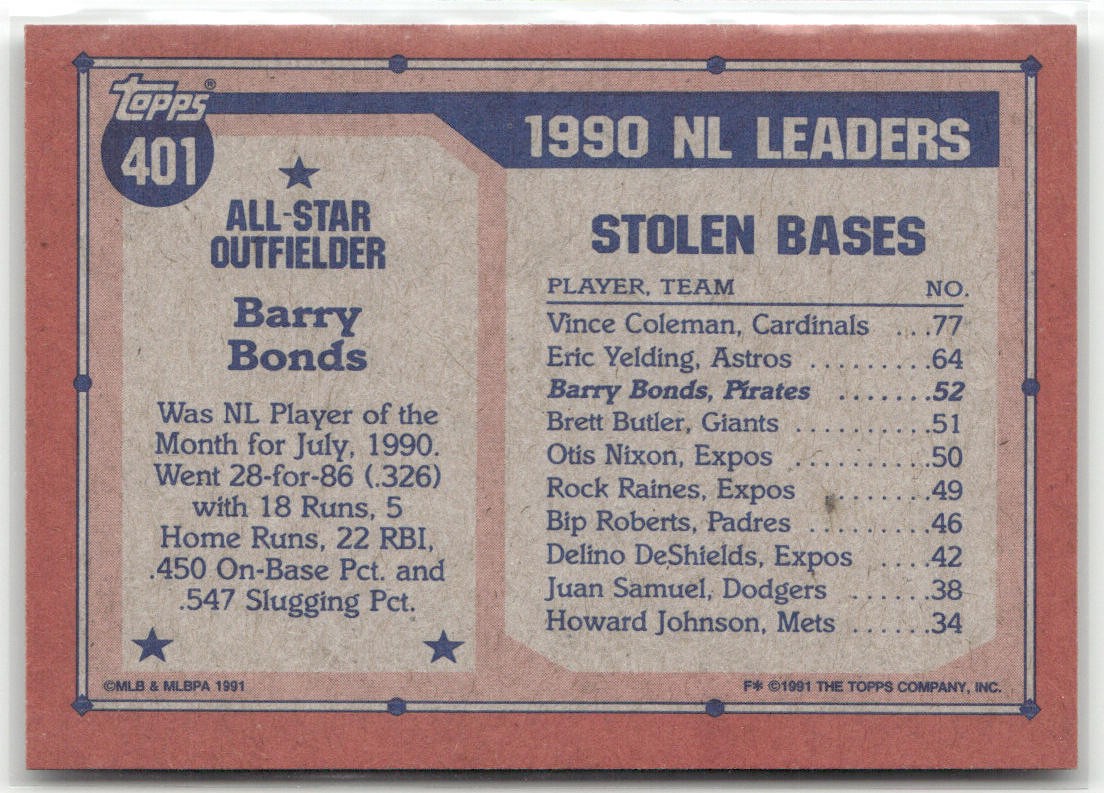 TOPPS®
401
ALL-STAR
OUTFIELDER
Barry
Bonds
Was NL Player of the
Month for July, 1990.
Went 28-for-86 (.326)
with 18 Runs, 5
Home Runs, 22 RBI,
.450 On-Base Pct. and
.547 Slugging Pct.
1990 NL LEADERS
STOLEN BASES
PLAYER, TEAM NO.
Vince Coleman, Cardinals ...77
Eric Yelding, Astros .........64
Barry Bonds, Pirates .......52
Brett Butler, Giants ..........51
Otis Nixon, Expos ..........50
Rock Raines, Expos ........49
Bip Roberts, Padres ........46
Delino DeShields, Expos ....42
Juan Samuel, Dodgers ......38
Howard Johnson, Mets ......34
©MLB & MLBPA 1991
F* ©1991 THE TOPPS COMPANY, INC.